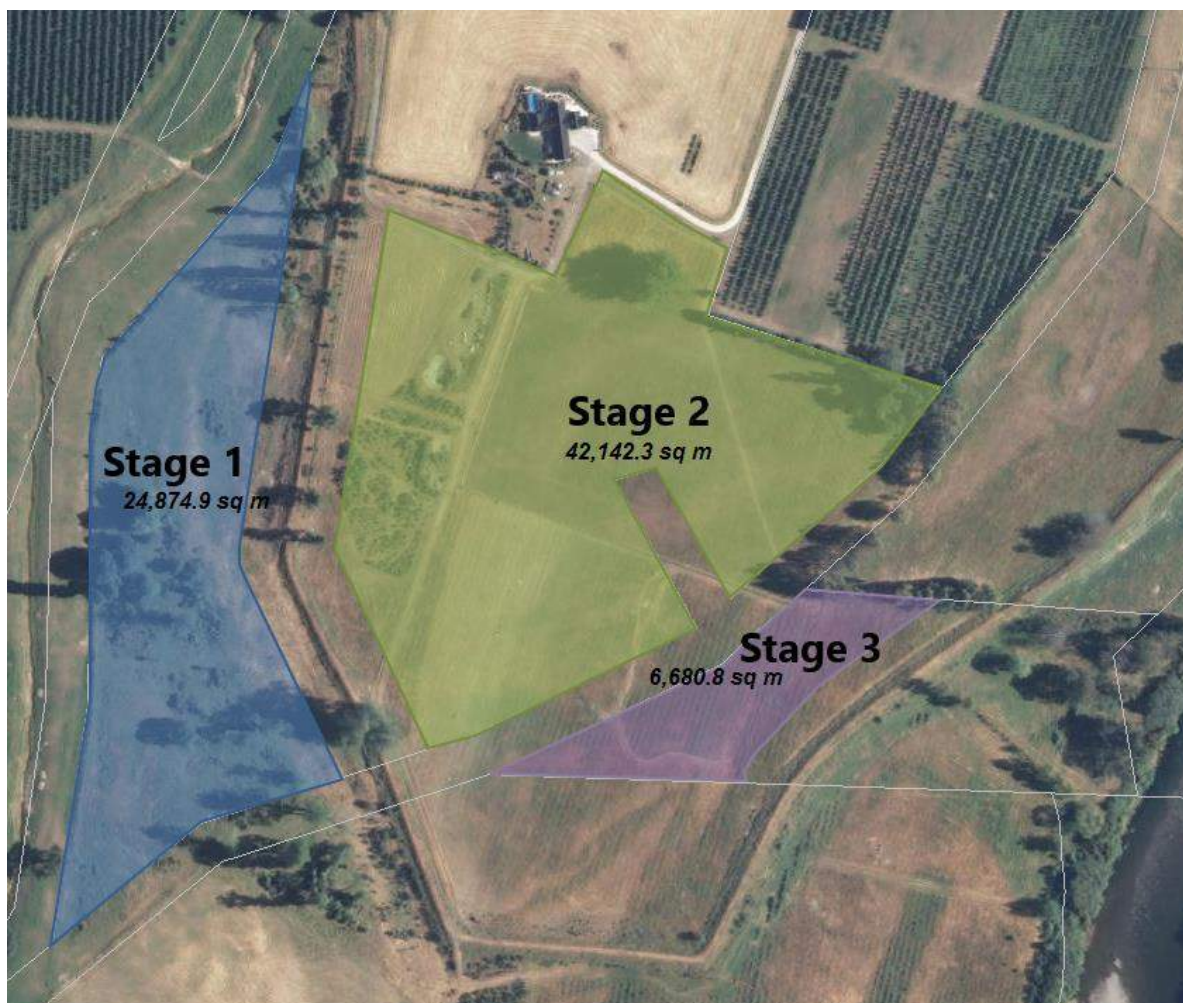 Stage 2
42,142.3 sq m
Stage 1
24,874.9 sq m
Stage 3
6,680.8 sq m